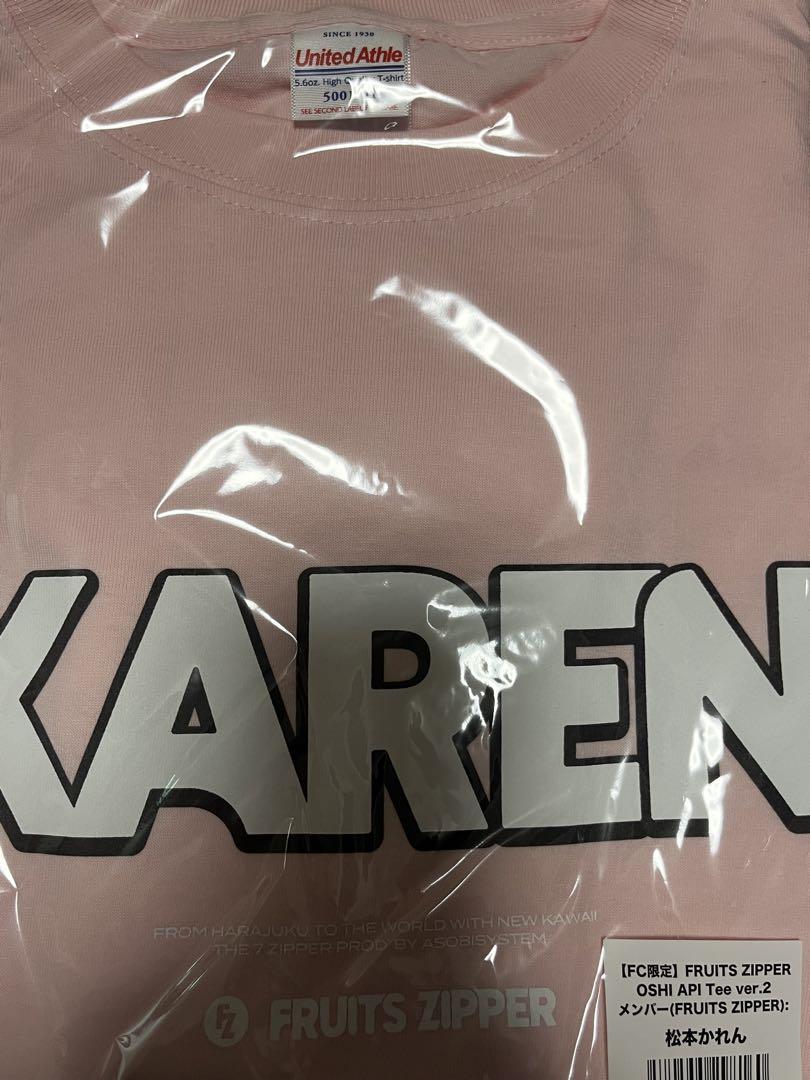 SINCE 1950
United Athle
5.6oz. High T-shirt
5001
SEE SECOND LABEL
KAREN
FROM HARAJUKU TO THE WORLD WITH NEW KAWAII
THE 7 ZIPPER PROD BY ASOBISYSTEM
FZ FRUITS ZIPPER
【FC限定】FRUITS ZIPPER
OSHI API Tee ver.2
メンバー(FRUITS ZIPPER):
松本かれん